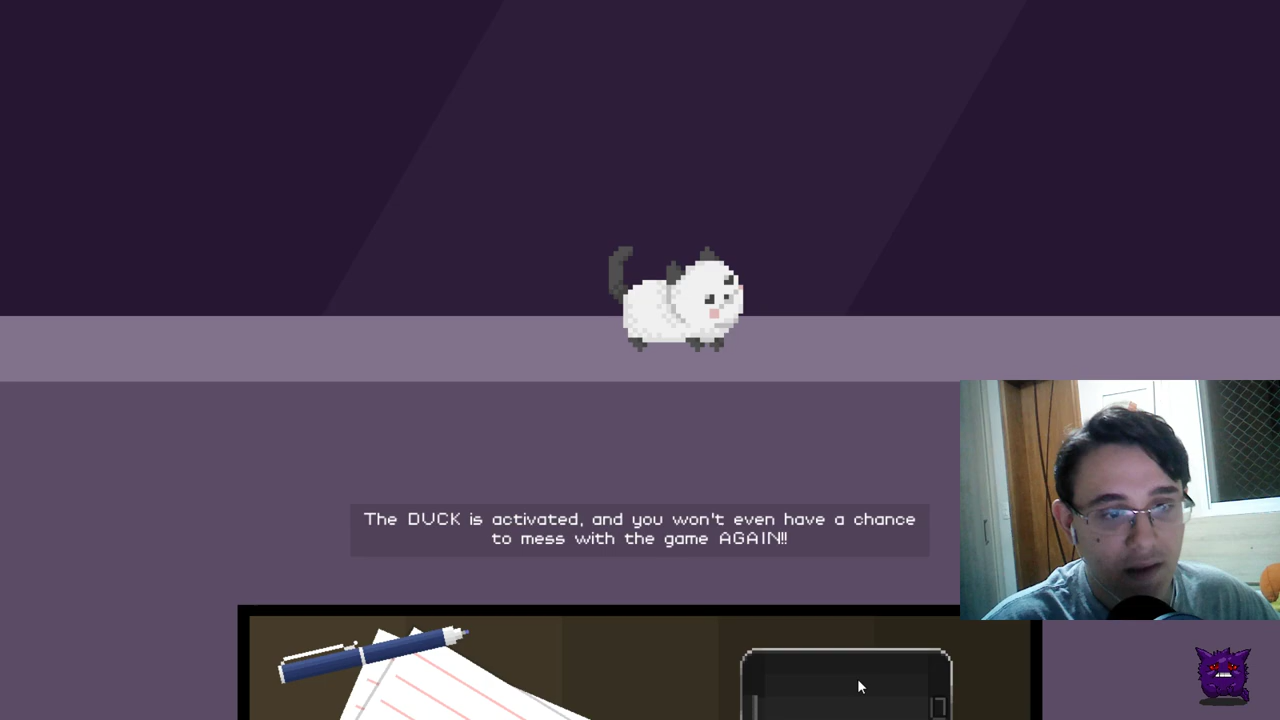 The DUCK is activated, and you won't even have a chance
to mess with the game AGAIN!!